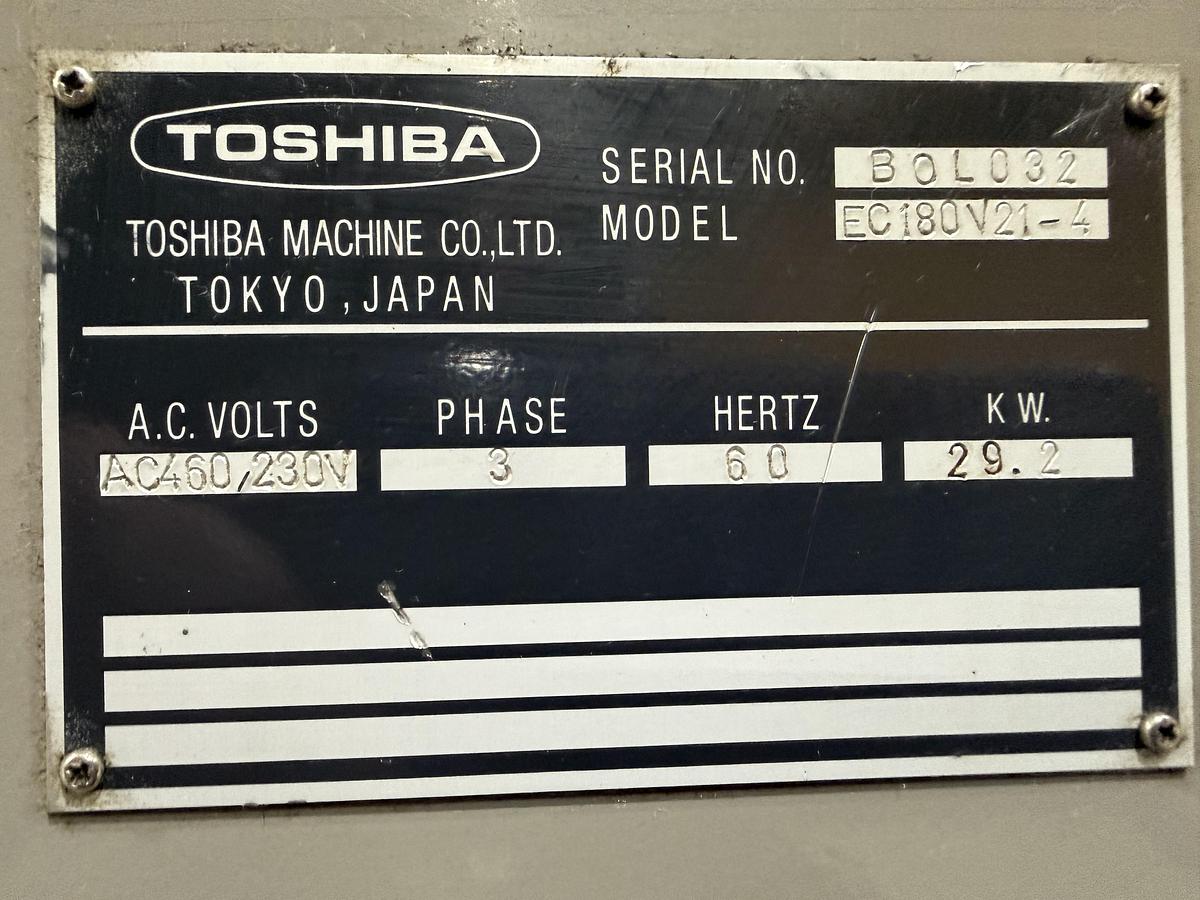 TOSHIBA
TOSHIBA MACHINE CO.,LTD.
TOKYO, JAPAN
SERIAL NO. B0L032
MODEL EC180V21-4
A.C. VOLTS PHASE HERTZ KW.
AC460/230V 3 60 29.2